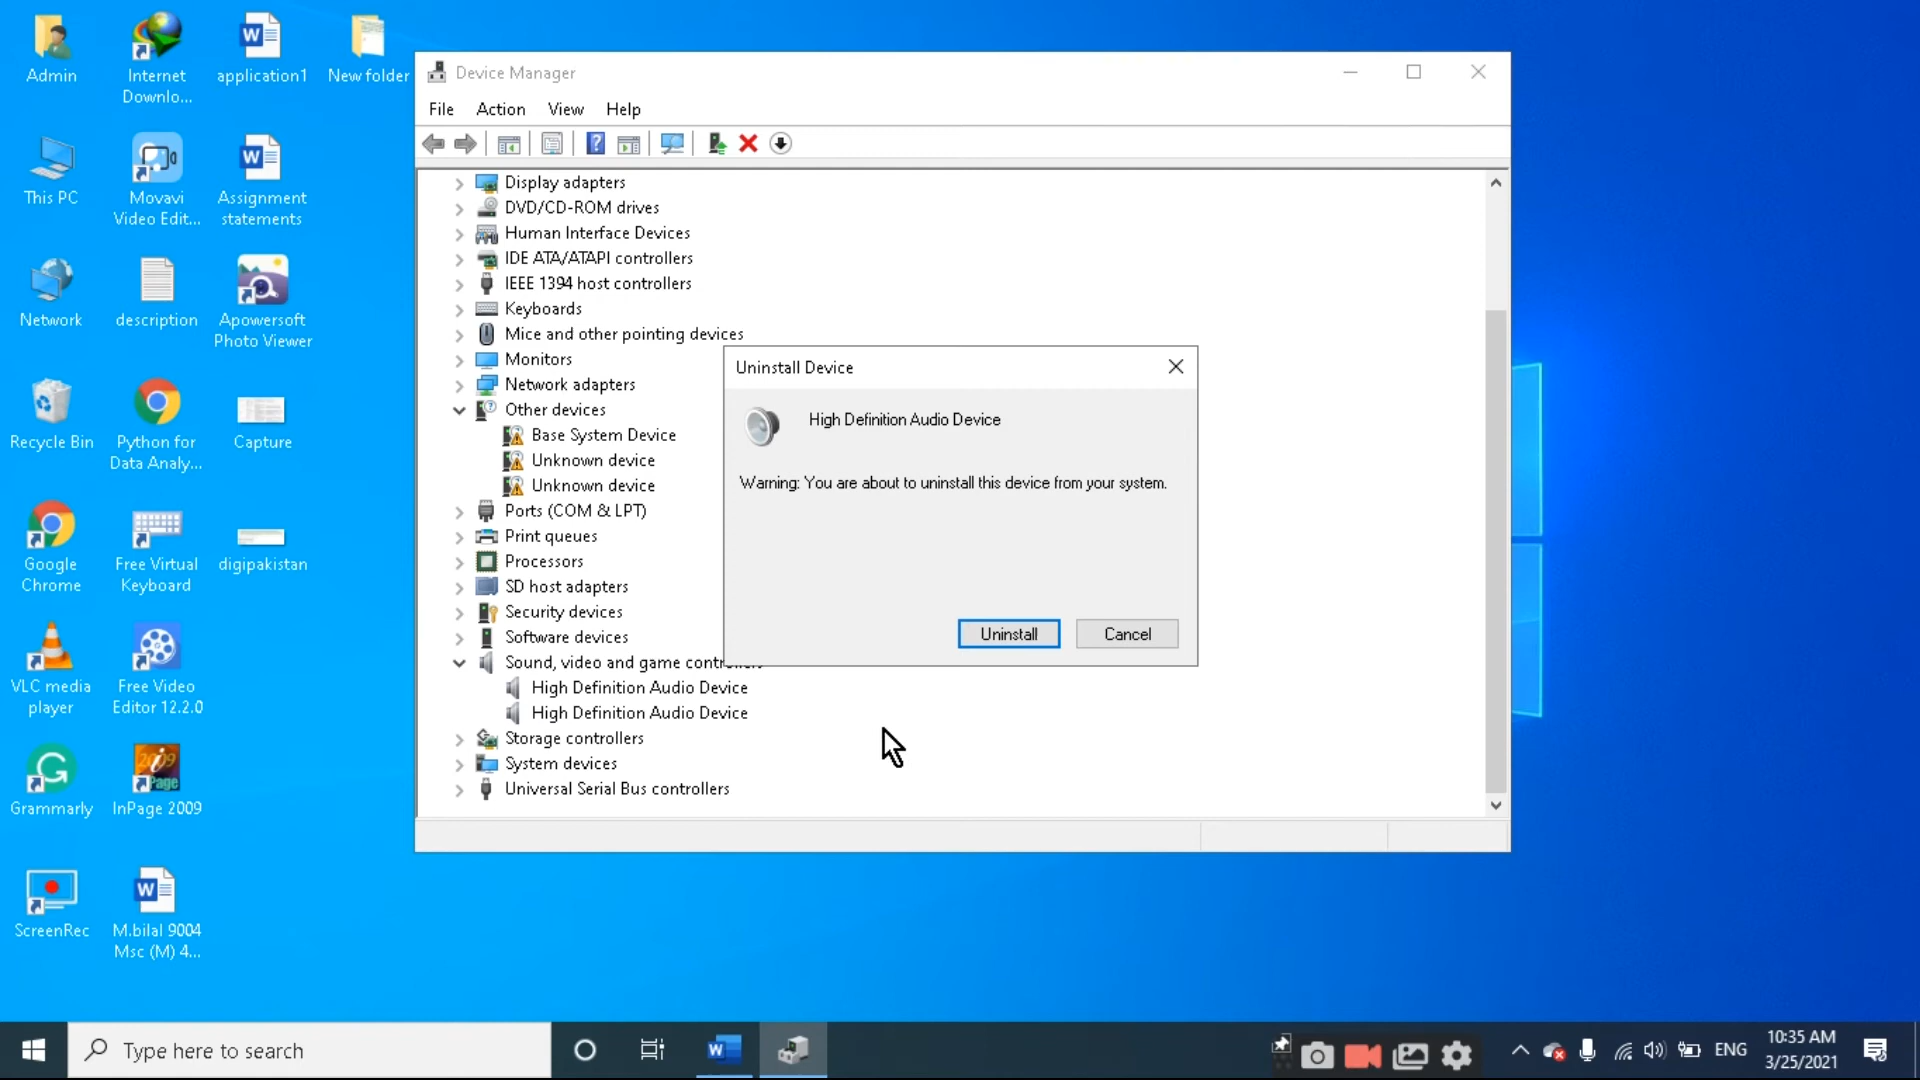 Admin
Internet
Downlo...
application1
New folder
This PC
Movavi
Video Edit...
Assignment
statements
Network
description
Apowersoft
Photo Viewer
Recycle Bin
Python for
Data Analy...
Capture
Google
Chrome
Free Virtual
Keyboard
digipakistan
VLC media
player
Free Video
Editor 12.2.0
Grammarly
InPage 2009
ScreenRec
M.bilal 9004
Msc (M) 4...
Device Manager
File Action View Help
Display adapters
DVD/CD-ROM drives
Human Interface Devices
IDE ATA/ATAPI controllers
IEEE 1394 host controllers
Keyboards
Mice and other pointing devices
Monitors
Network adapters
Other devices
Base System Device
Unknown device
Unknown device
Ports (COM & LPT)
Print queues
Processors
SD host adapters
Security devices
Software devices
Sound, video and game controllers
High Definition Audio Device
High Definition Audio Device
Storage controllers
System devices
Universal Serial Bus controllers
Uninstall Device
High Definition Audio Device
Warning: You are about to uninstall this device from your system.
Uninstall Cancel
Type here to search
ENG
10:35 AM
3/25/2021